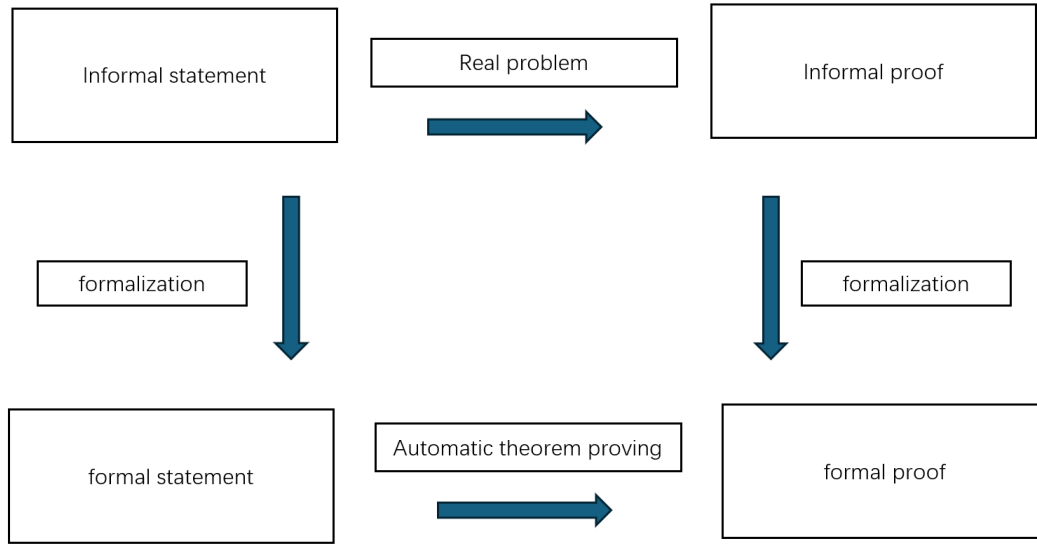 Informal statement
Real problem
Informal proof
formalization
formalization
formal statement
Automatic theorem proving
formal proof